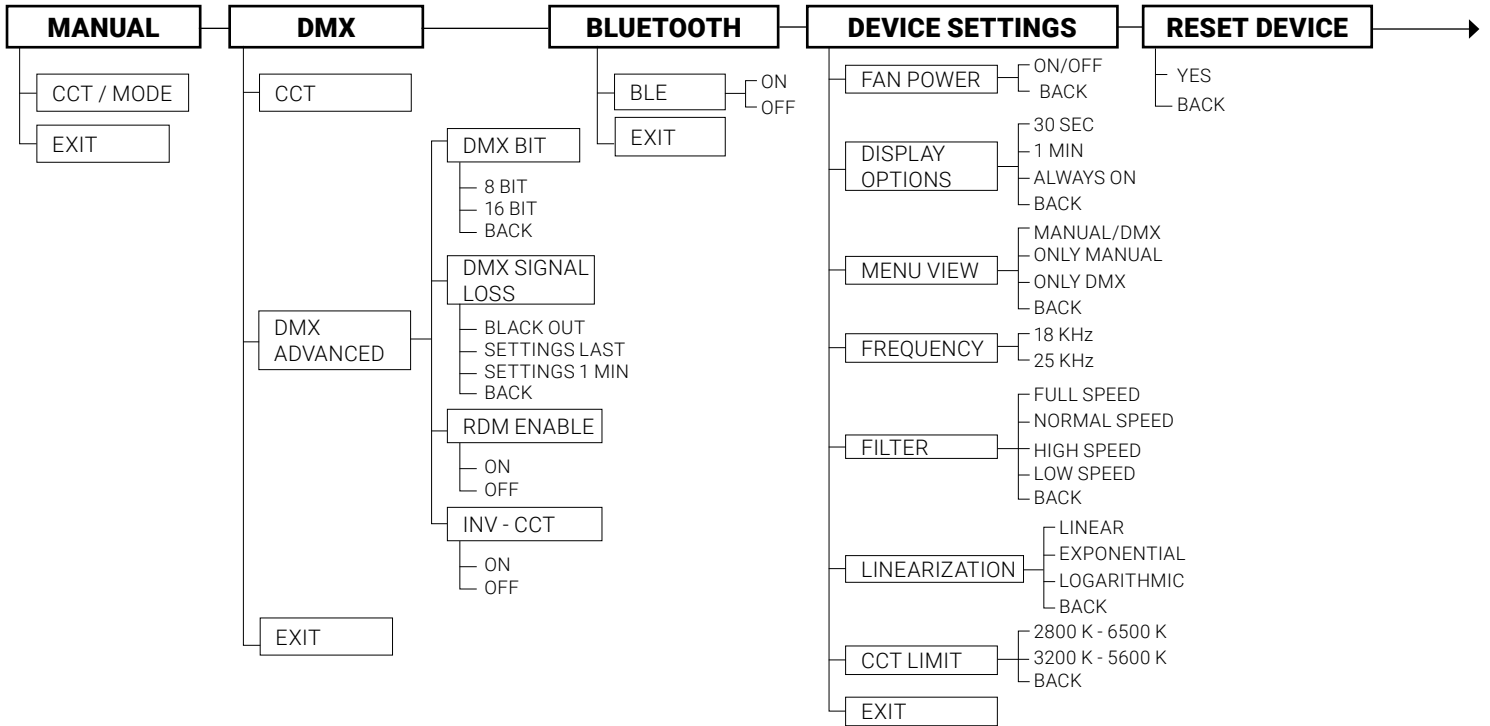 MANUAL
DMX
BLUETOOTH
DEVICE SETTINGS
RESET DEVICE
CCT / MODE
EXIT
CCT
DMX BIT
8 BIT
16 BIT
BACK
DMX SIGNAL
LOSS
BLACK OUT
SETTINGS LAST
SETTINGS 1 MIN
BACK
DMX
ADVANCED
RDM ENABLE
ON
OFF
INV - CCT
ON
OFF
EXIT
BLE
ON
OFF
EXIT
FAN POWER
ON/OFF
BACK
DISPLAY
OPTIONS
30 SEC
1 MIN
ALWAYS ON
BACK
MENU VIEW
MANUAL/DMX
ONLY MANUAL
ONLY DMX
BACK
FREQUENCY
18 KHz
25 KHz
FILTER
FULL SPEED
NORMAL SPEED
HIGH SPEED
LOW SPEED
BACK
LINEARIZATION
LINEAR
EXPONENTIAL
LOGARITHMIC
BACK
CCT LIMIT
2800 K - 6500 K
3200 K - 5600 K
BACK
EXIT
YES
BACK